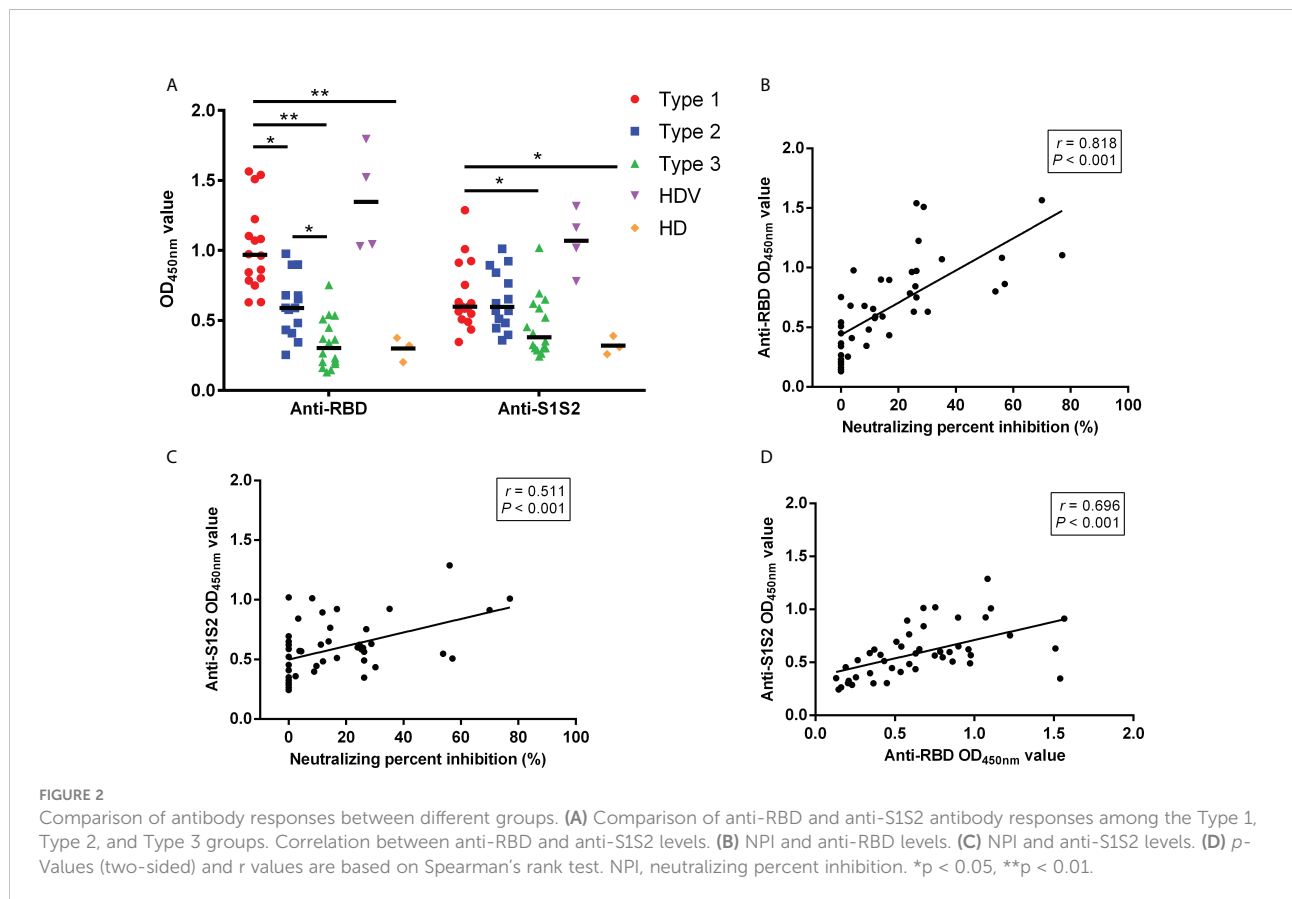 A
**
**
*
*
*
*
2.0
1.5
1.0
0.5
0.0
OD450nm value
Anti-RBD
Anti-S1S2
Type 1
Type 2
Type 3
HDV
HD
B
r = 0.818
P < 0.001
2.0
1.5
1.0
0.5
0.0
Anti-RBD OD450nm value
0 20 40 60 80 100
Neutralizing percent inhibition (%)
C
r = 0.511
P < 0.001
2.0
1.5
1.0
0.5
0.0
Anti-S1S2 OD450nm value
0 20 40 60 80 100
Neutralizing percent inhibition (%)
D
r = 0.696
P < 0.001
2.0
1.5
1.0
0.5
0.0
Anti-S1S2 OD450nm value
0.0 0.5 1.0 1.5 2.0
Anti-RBD OD450nm value
FIGURE 2
Comparison of antibody responses between different groups. (A) Comparison of anti-RBD and anti-S1S2 antibody responses among the Type 1,
Type 2, and Type 3 groups. Correlation between anti-RBD and anti-S1S2 levels. (B) NPI and anti-RBD levels. (C) NPI and anti-S1S2 levels. (D) p-
Values (two-sided) and r values are based on Spearman's rank test. NPI, neutralizing percent inhibition. *p < 0.05, **p < 0.01.